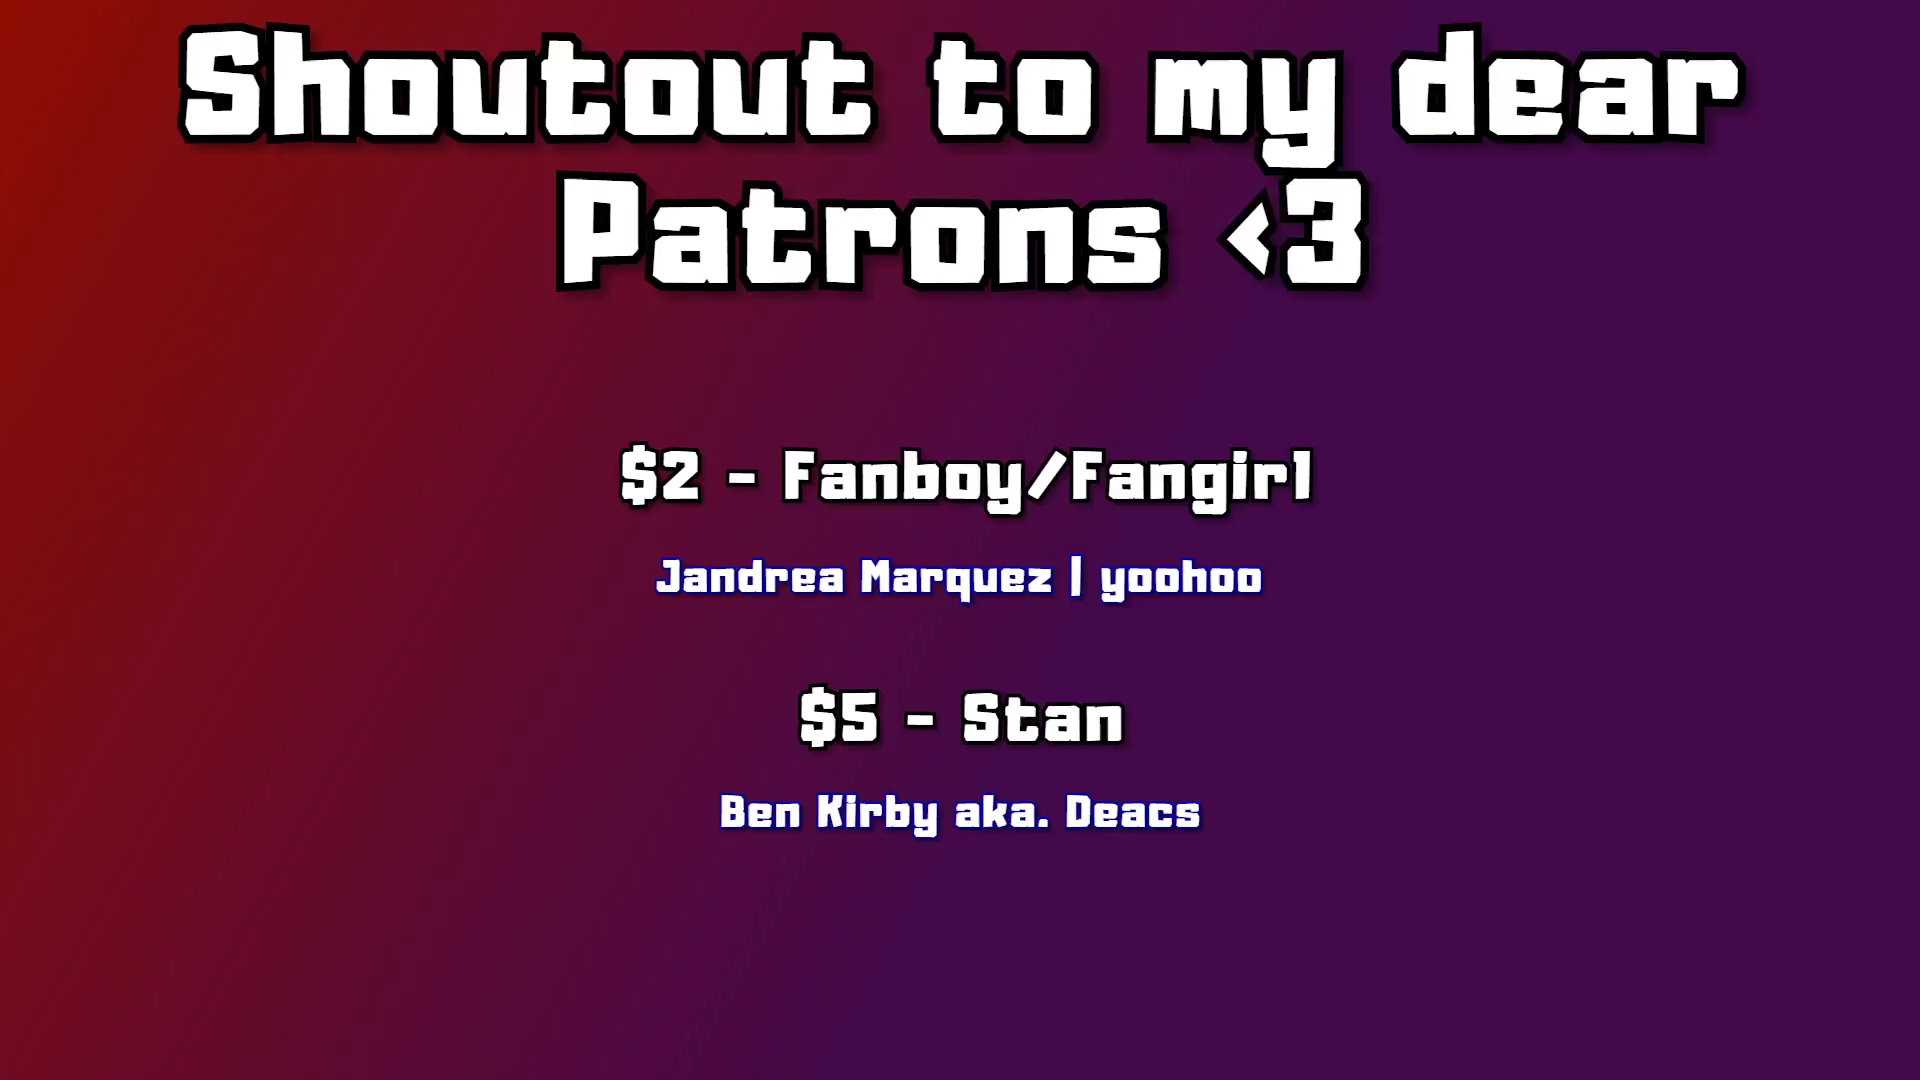 Shoutout to my dear
Patrons <3
$2 - Fanboy/Fangirl
Jandrea Marquez | yoohoo
$5 - Stan
Ben Kirby aka. Deacs